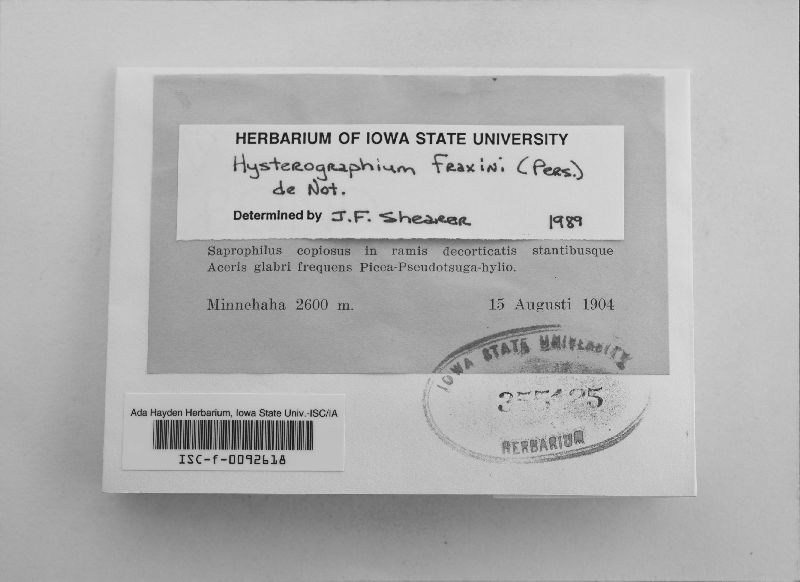 HERBARIUM OF IOWA STATE UNIVERSITY
Hysterographium Fraxini (Pers.)
de Not.
Determined by J.F. Shearer 1989
Saprophilus copiosus in ramis decorticatis stantibusque
Aceris glabri frequens Picea-Pseudotsuga-hylio.
Minnehaha 2600 m. 15 Augusti 1904
IOWA STATE UNIVERSITY
HERBARIUM
Ada Hayden Herbarium, Iowa State Univ.-ISC/IA
ISC-f-0092618